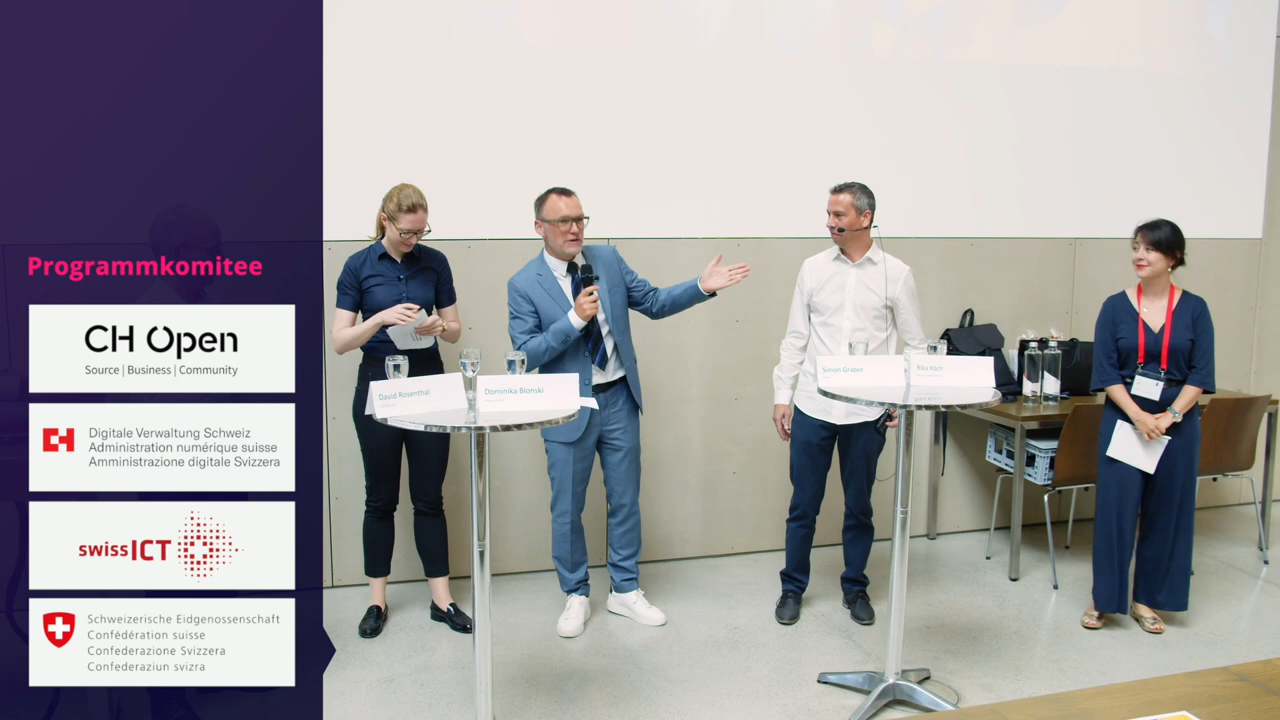 Programmkomitee
CH Open
Source | Business | Community
Digitale Verwaltung Schweiz
Administration numérique suisse
Amministrazione digitale Svizzera
swissICT
Schweizerische Eidgenossenschaft
Confédération suisse
Confederazione Svizzera
Confederaziun svizra
David Rosenthal
Dominika Blonski
Simon Graber
Rika Koch